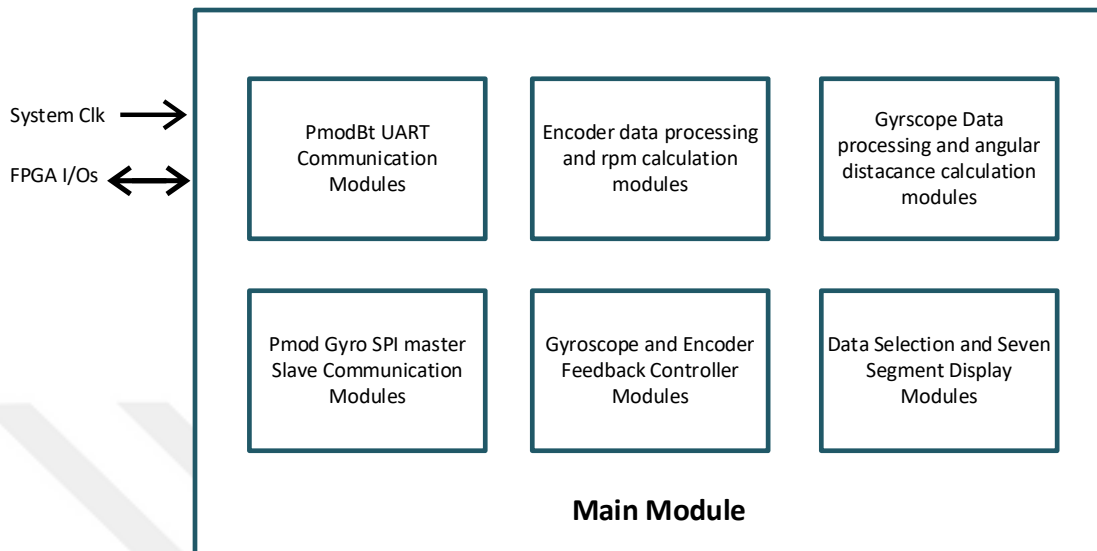 System Clk
FPGA I/Os
PmodBt UART
Communication
Modules
Encoder data processing
and rpm calculation
modules
Gyrscope Data
processing and angular
distacance calculation
modules
Pmod Gyro SPI master
Slave Communication
Modules
Gyroscope and Encoder
Feedback Controller
Modules
Data Selection and Seven
Segment Display
Modules
Main Module